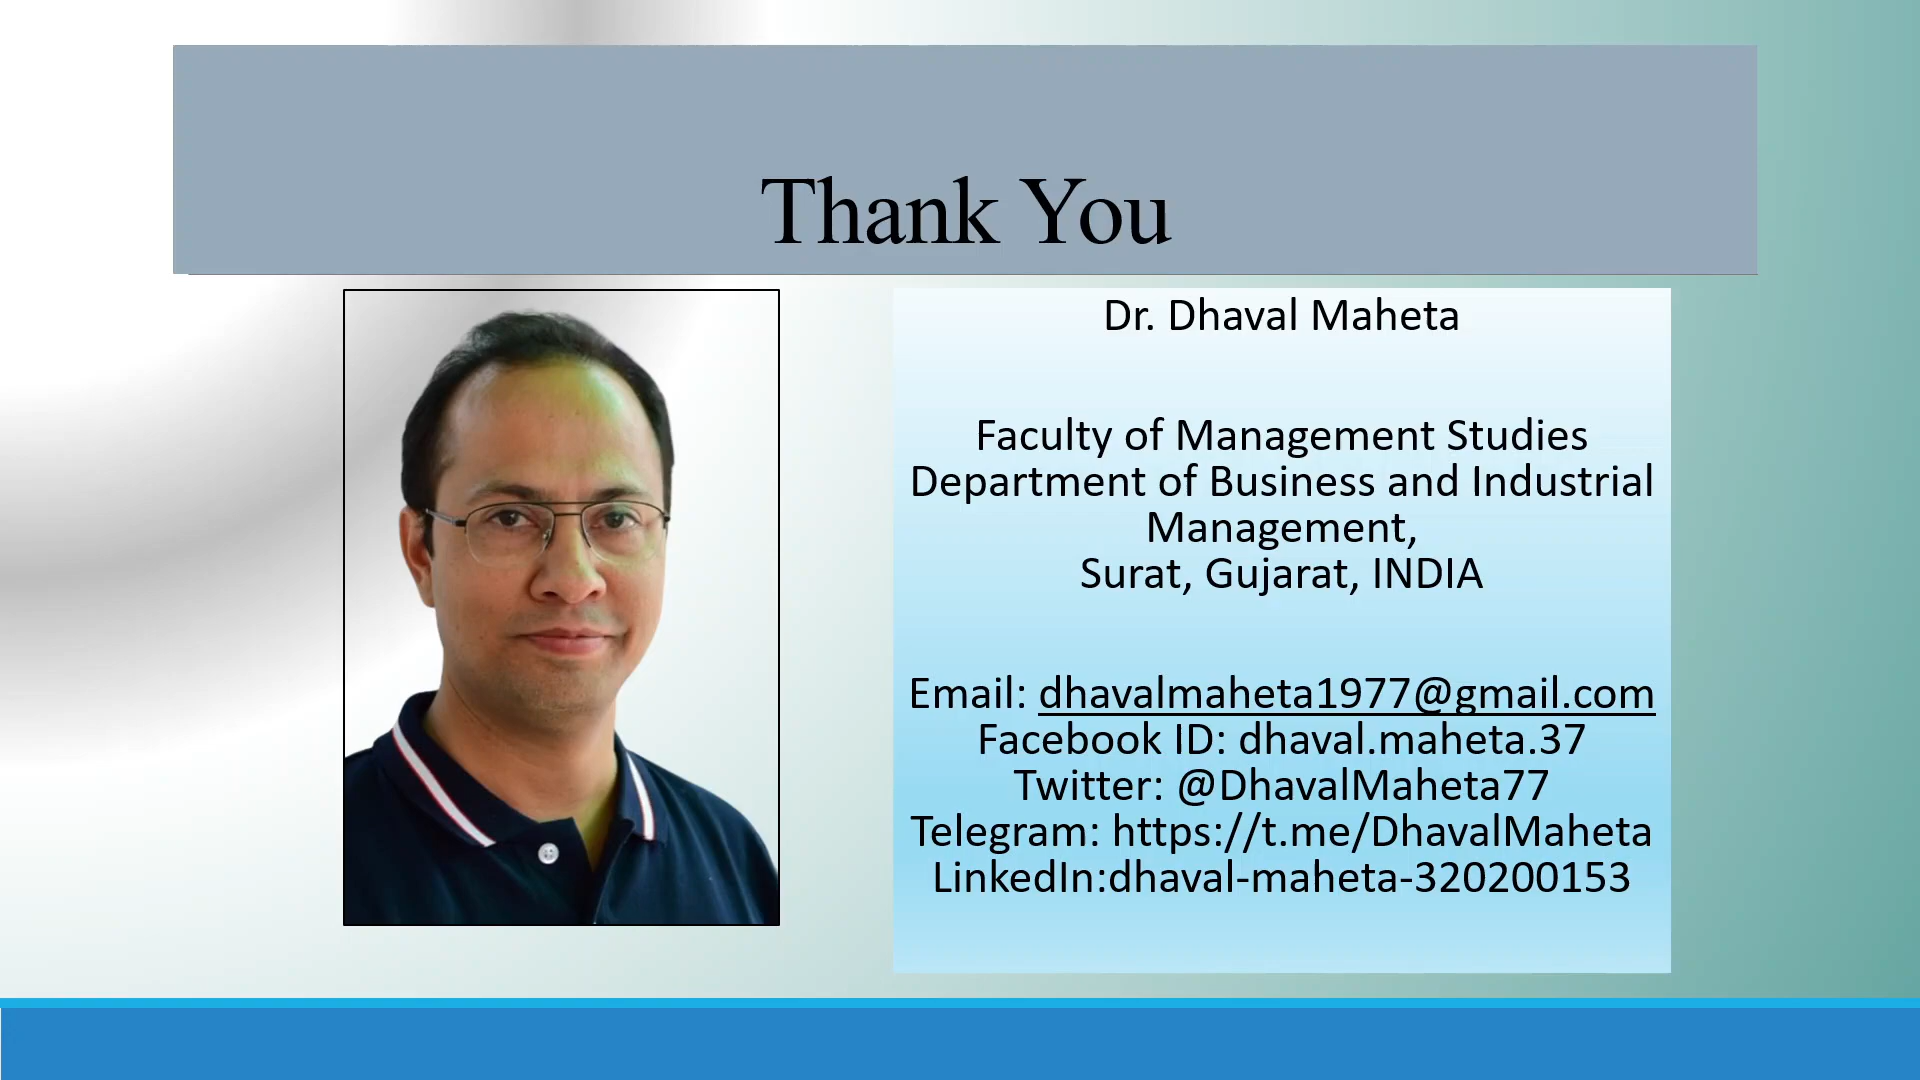 Thank You
Dr. Dhaval Maheta
Faculty of Management Studies
Department of Business and Industrial
Management,
Surat, Gujarat, INDIA
Email: dhavalmaheta1977@gmail.com
Facebook ID: dhaval.maheta.37
Twitter: @DhavalMaheta77
Telegram: https://t.me/DhavalMaheta
LinkedIn:dhaval-maheta-320200153